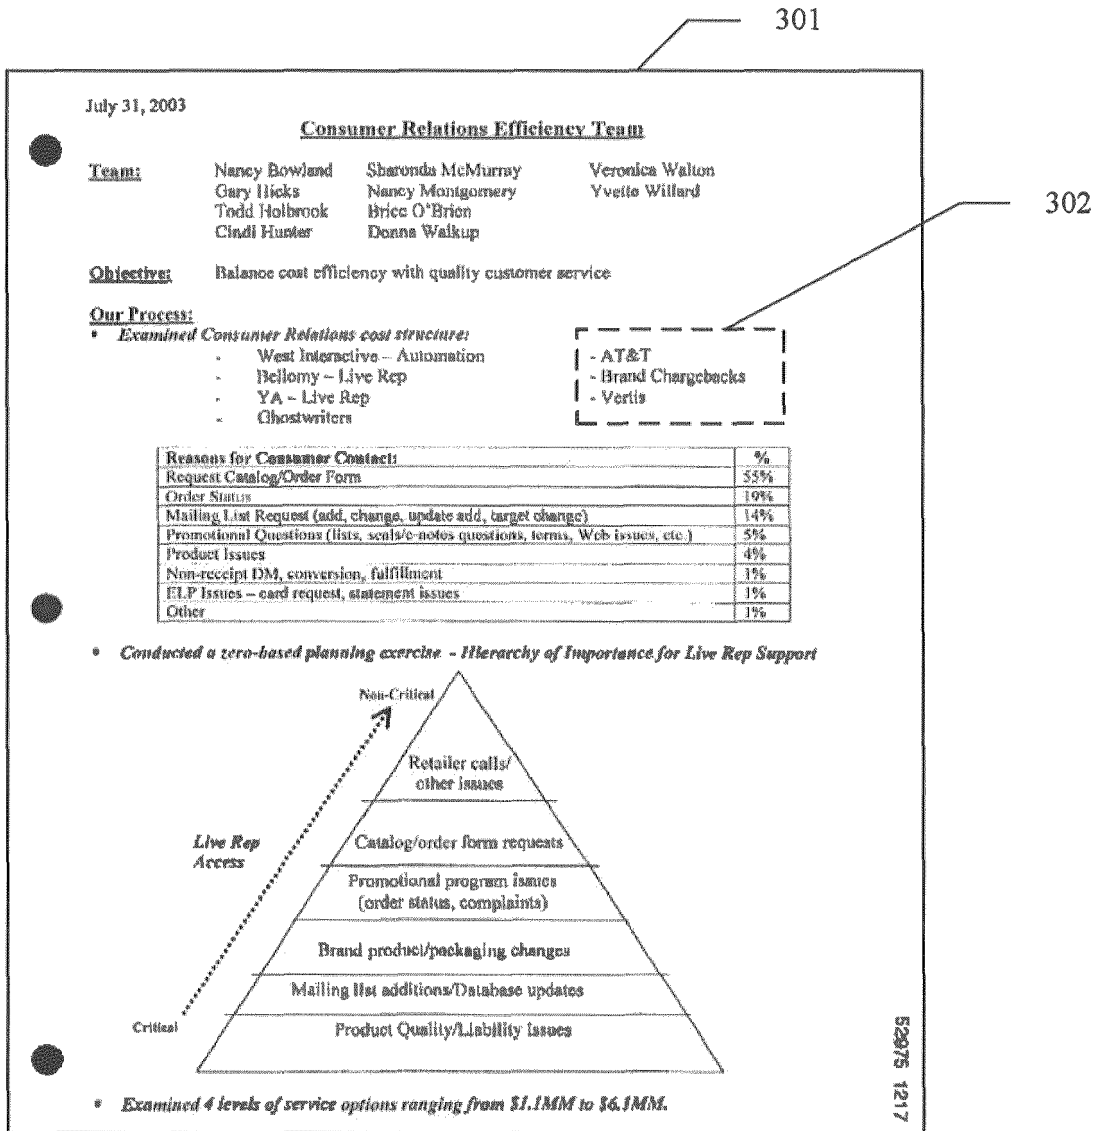 301
July 31, 2003
Consumer Relations Efficiency Team
Team: Nancy Bowland Sharonda McMurray Veronica Walton
Gary Hicks Nancy Montgomery Yvette Willard
Todd Holbrook Brice O'Brien
Cindi Hunter Donna Walkup
302
Objective: Balance cost efficiency with quality customer service
Our Process:
• Examined Consumer Relations cost structure:
- West Interactive – Automation - AT&T
- Bellomy – Live Rep - Brand Chargebacks
- YA – Live Rep - Vertis
- Ghostwriters
Reasons for Consumer Contact: %
Request Catalog/Order Form 55%
Order Status 19%
Mailing List Request (add, change, update add, target change) 14%
Promotional Questions (lists, seals/c-notes questions, terms, Web issues, etc.) 5%
Product Issues 4%
Non-receipt DM, conversion, fulfillment 1%
ELP Issues – card request, statement issues 1%
Other 1%
• Conducted a zero-based planning exercise - Hierarchy of Importance for Live Rep Support
Non-Critical
Retailer calls/
other issues
Live Rep
Access
Catalog/order form requests
Promotional program issues
(order status, complaints)
Brand product/packaging changes
Mailing list additions/Database updates
Critical
Product Quality/Liability Issues
52975 1217
• Examined 4 levels of service options ranging from $1.1MM to $6.1MM.